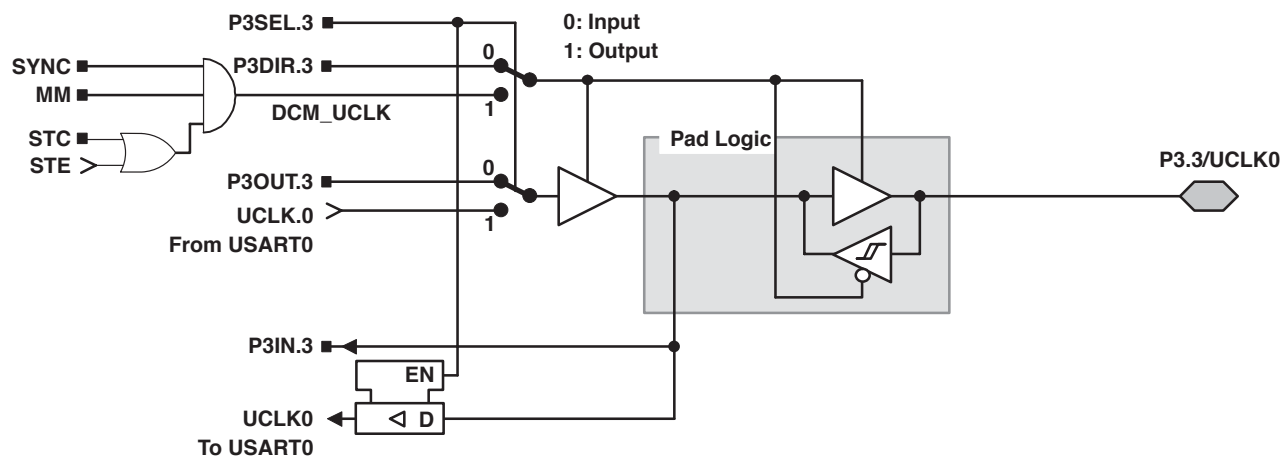 P3SEL.3
0: Input
1: Output
SYNC
P3DIR.3
0
MM
DCM_UCLK
1
STC
STE
Pad Logic
P3.3/UCLK0
P3OUT.3
0
UCLK.0
1
From USART0
P3IN.3
EN
UCLK0
D
To USART0